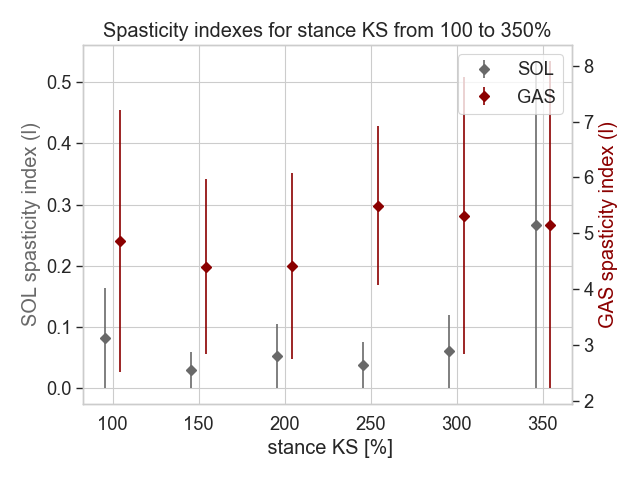 Spasticity indexes for stance KS from 100 to 350%
SOL
GAS
SOL spasticity index (I)
0.5
0.4
0.3
0.2
0.1
0.0
8
7
6
5
4
3
2
GAS spasticity index (I)
100 150 200 250 300 350
stance KS [%]